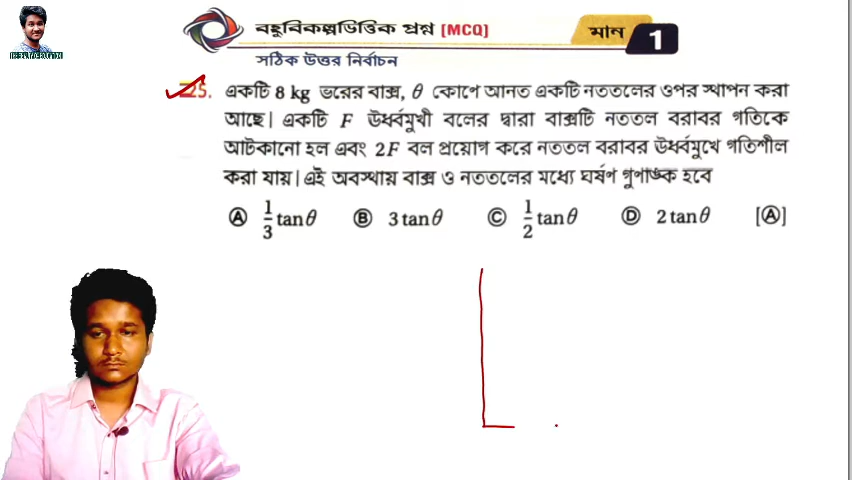 বহুবিকল্পভিত্তিক প্রশ্ন [MCQ] মান 1
সঠিক উত্তর নির্বাচন
25. একটি 8 kg ভরের বাক্স, θ কোণে আনত একটি নততলের ওপর স্থাপন করা
আছে। একটি F ঊর্ধ্বমুখী বলের দ্বারা বাক্সটি নততল বরাবর গতিকে
আটকানো হল এবং 2F বল প্রয়োগ করে নততল বরাবর ঊর্ধ্বমুখে গতিশীল
করা যায়। এই অবস্থায় বাক্স ও নততলের মধ্যে ঘর্ষণ গুণাঙ্ক হবে
Ⓐ 1/3 tanθ Ⓑ 3 tanθ Ⓒ 1/2 tanθ Ⓓ 2 tanθ [Ⓐ]